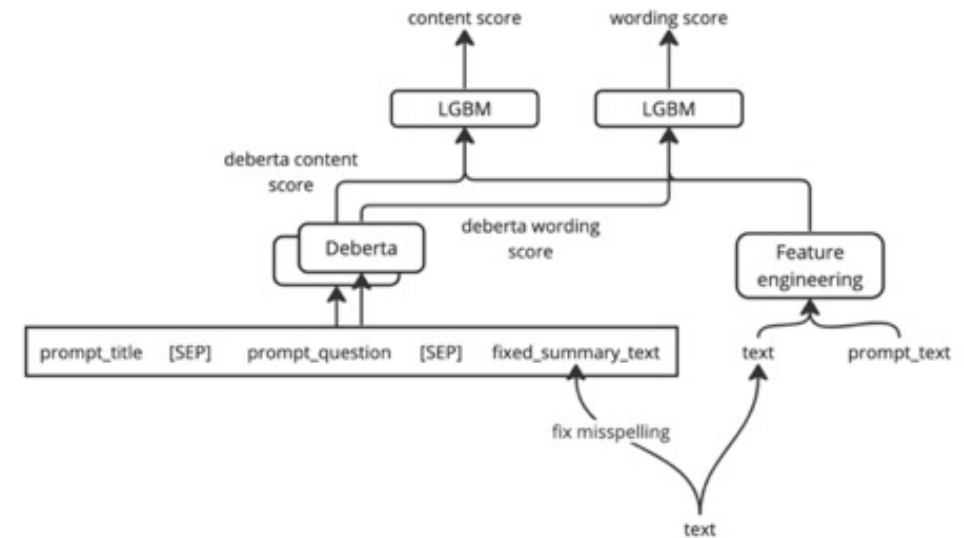 content score
wording score
LGBM
LGBM
deberta content
score
deberta wording
score
Deberta
Feature
engineering
prompt_title [SEP] prompt_question [SEP] fixed_summary_text
text
prompt_text
fix misspelling
text